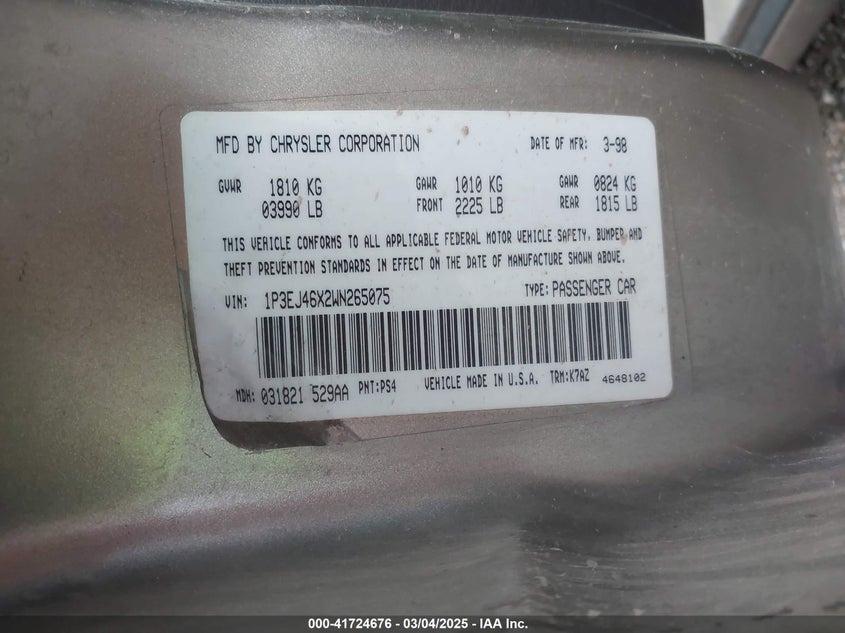 MFD BY CHRYSLER CORPORATION DATE OF MFR: 3-98
GVWR 1810 KG GAWR 1010 KG GAWR 0824 KG
03990 LB FRONT 2225 LB REAR 1815 LB
THIS VEHICLE CONFORMS TO ALL APPLICABLE FEDERAL MOTOR VEHICLE SAFETY, BUMPER AND
THEFT PREVENTION STANDARDS IN EFFECT ON THE DATE OF MANUFACTURE SHOWN ABOVE.
VIN: 1P3EJ46X2WN265075 TYPE: PASSENGER CAR
MDH: 031821 529AA PNT:PS4 VEHICLE MADE IN U.S.A. TRM:K7AZ 4648102
000-41724676 - 03/04/2025 - IAA Inc.